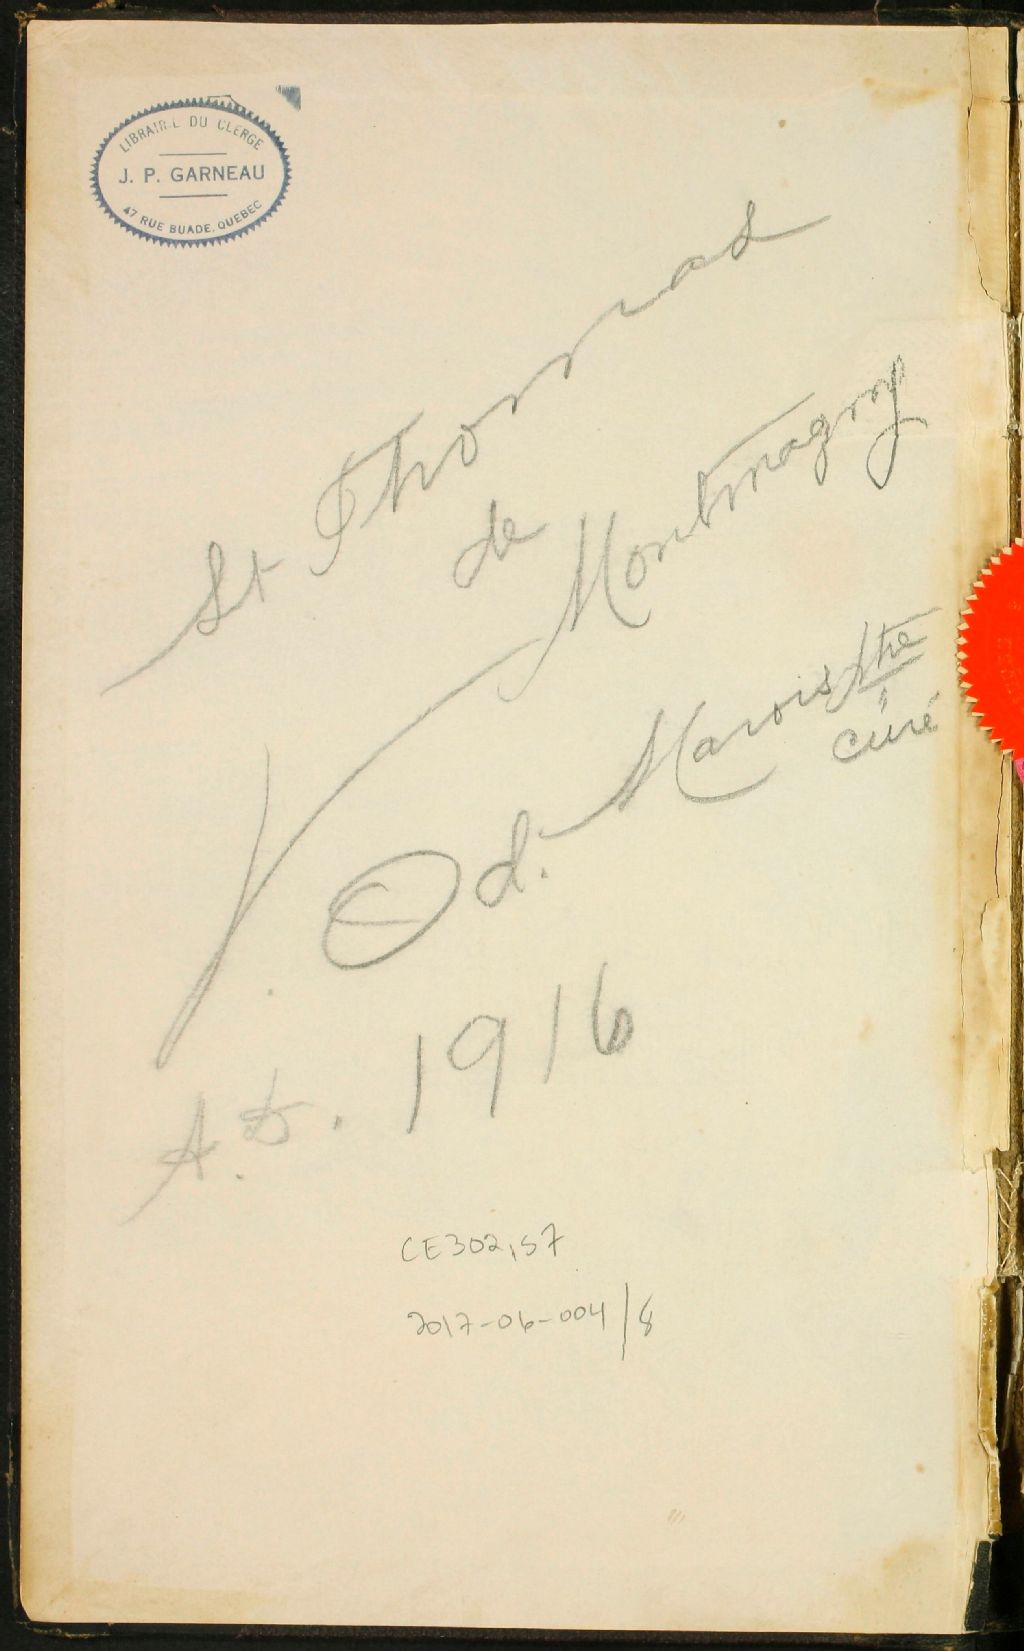 LIBRAIRIE DU CLERGE
J. P. GARNEAU
47 RUE BUADE, QUEBEC
St Thomas
de
Montmagny
V. Od. Marois ptre
curé
A.D. 1916
CE302,S7
2017-06-004/8